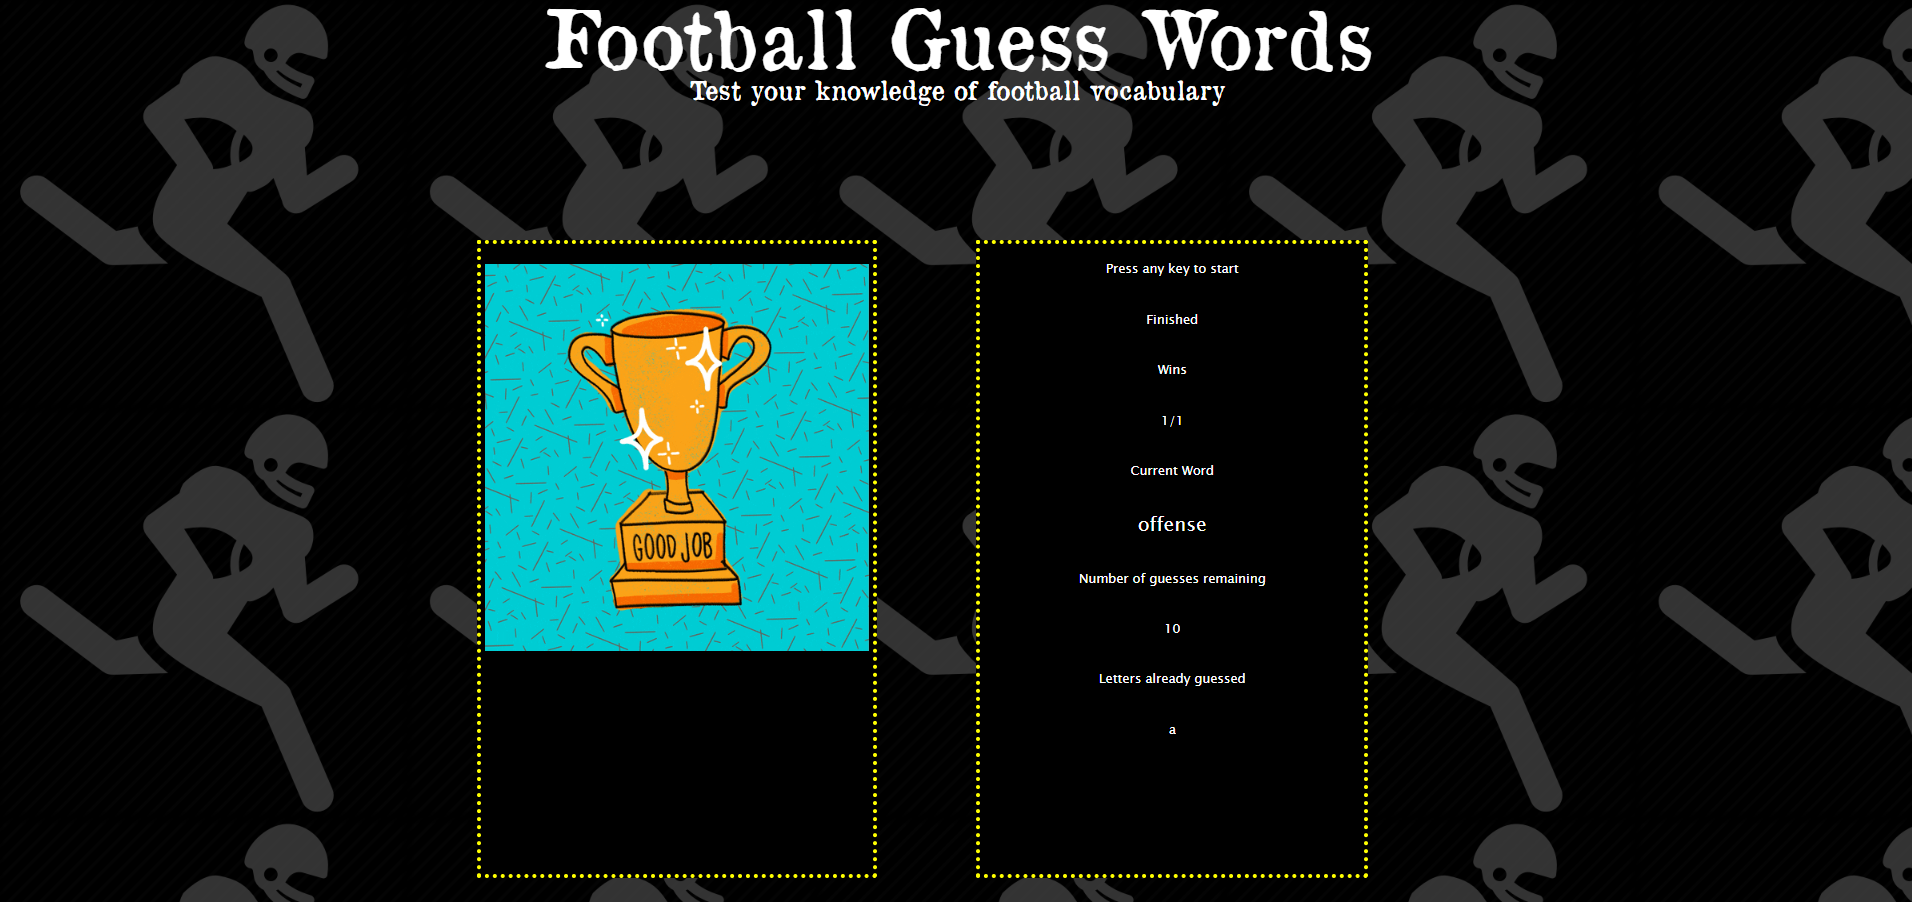 Football Guess Words
Test your knowledge of football vocabulary
GOOD JOB
Press any key to start
Finished
Wins
1/1
Current Word
offense
Number of guesses remaining
10
Letters already guessed
a